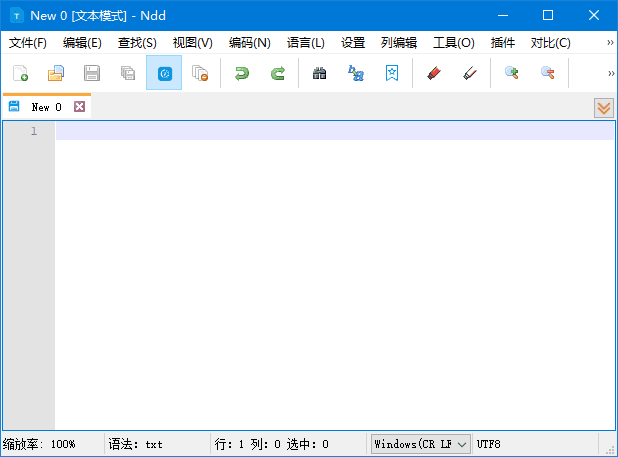 New 0 [文本模式] - Ndd
文件(F) 编辑(E) 查找(S) 视图(V) 编码(N) 语言(L) 设置 列编辑 工具(O) 插件 对比(C) »
»
New 0
1
缩放率: 100% 语法: txt 行: 1 列: 0 选中: 0 Windows(CR LF UTF8